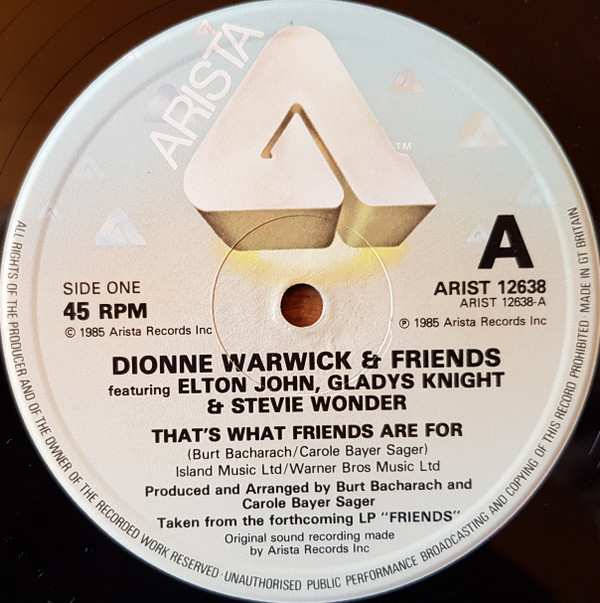 ARISTA
TM
A
SIDE ONE
45 RPM
© 1985 Arista Records Inc
ARIST 12638
ARIST 12638-A
℗ 1985 Arista Records Inc
DIONNE WARWICK & FRIENDS
featuring ELTON JOHN, GLADYS KNIGHT
& STEVIE WONDER
THAT'S WHAT FRIENDS ARE FOR
(Burt Bacharach/Carole Bayer Sager)
Island Music Ltd/Warner Bros Music Ltd
Produced and Arranged by Burt Bacharach and
Carole Bayer Sager
Taken from the forthcoming LP "FRIENDS"
Original sound recording made
by Arista Records Inc
ALL RIGHTS OF THE PRODUCER AND OF THE OWNER OF THE RECORDED WORK RESERVED · UNAUTHORISED PUBLIC PERFORMANCE BROADCASTING AND COPYING OF THIS RECORD PROHIBITED · MADE IN GT BRITAIN